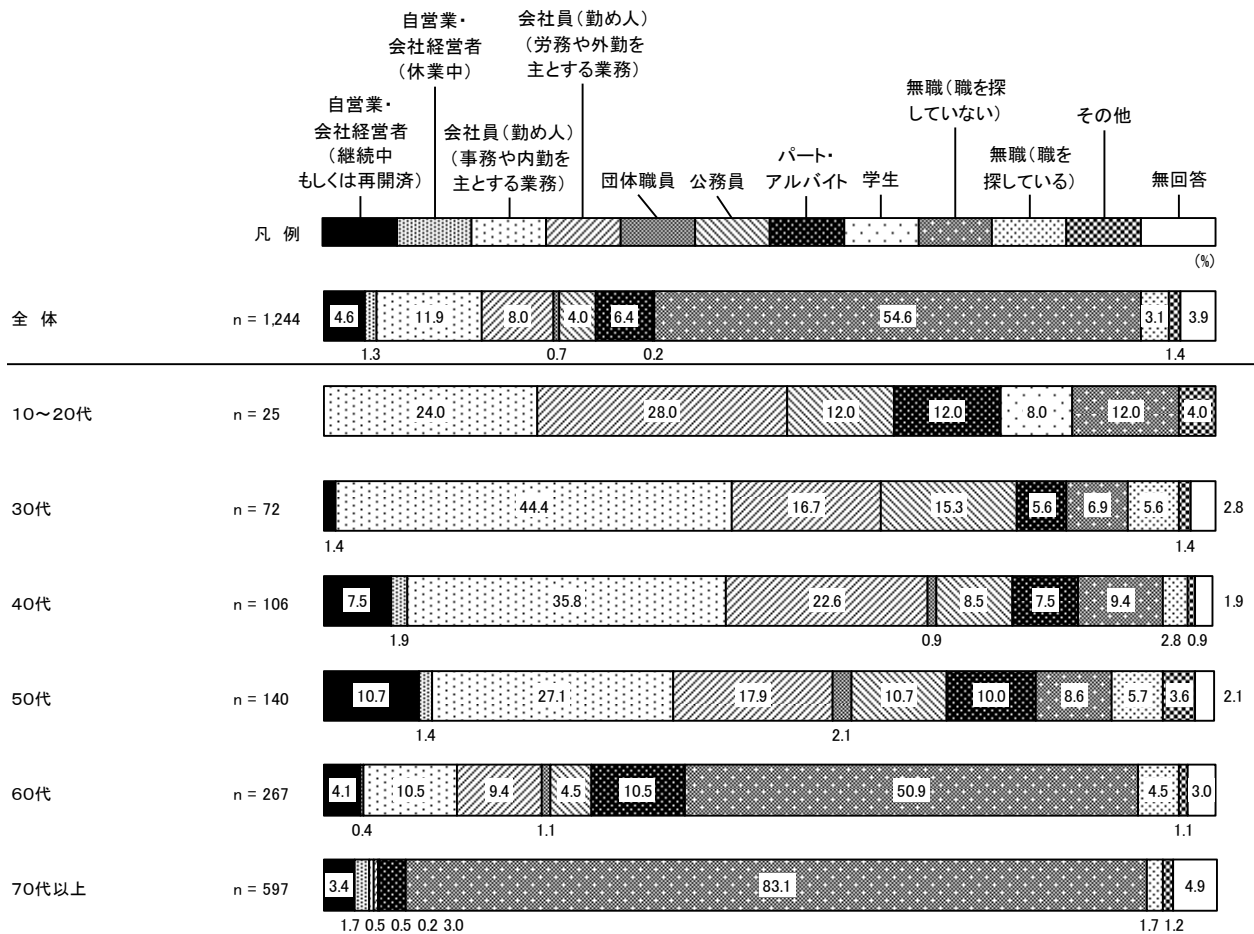 自営業・
会社経営者
(継続中
もしくは再開済)
自営業・
会社経営者
(休業中)
会社員(勤め人)
(事務や内勤を
主とする業務)
会社員(勤め人)
(労務や外勤を
主とする業務)
団体職員
公務員
パート・
アルバイト
学生
無職(職を探
していない)
無職(職を
探している)
その他
無回答
凡 例
(%)
全 体 n = 1,244 4.6 11.9 8.0 4.0 6.4 54.6 3.1 3.9
1.3 0.7 0.2 1.4
10~20代 n = 25 24.0 28.0 12.0 12.0 8.0 12.0 4.0
30代 n = 72 44.4 16.7 15.3 5.6 6.9 5.6 2.8
1.4 1.4
40代 n = 106 7.5 35.8 22.6 8.5 7.5 9.4 1.9
1.9 0.9 2.8 0.9
50代 n = 140 10.7 27.1 17.9 10.7 10.0 8.6 5.7 3.6 2.1
1.4 2.1
60代 n = 267 4.1 10.5 9.4 4.5 10.5 50.9 4.5 3.0
0.4 1.1 1.1
70代以上 n = 597 3.4 83.1 4.9
1.7 0.5 0.5 0.2 3.0 1.7 1.2